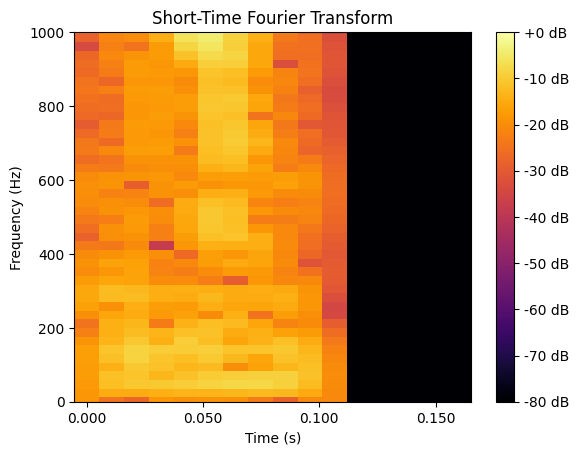 Short-Time Fourier Transform
1000
800
600
400
200
0
Frequency (Hz)
0.000
0.050
0.100
0.150
Time (s)
+0 dB
-10 dB
-20 dB
-30 dB
-40 dB
-50 dB
-60 dB
-70 dB
-80 dB